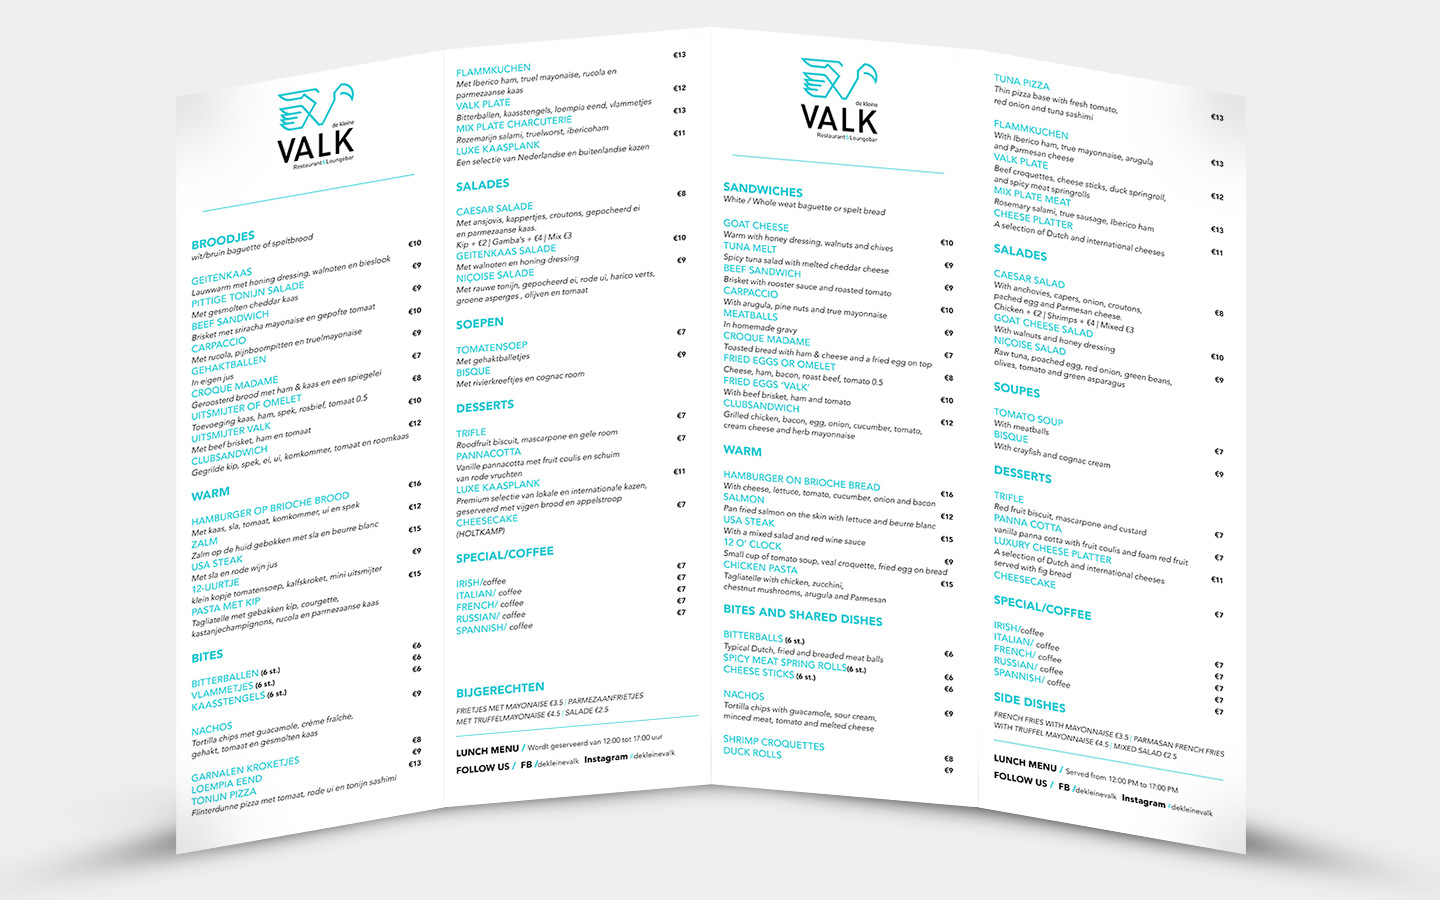 de kleine
VALK
Restaurant&Loungebar
BROODJES
wit/bruin baguette of speltbrood
GEITENKAAS €10
Lauwwarm met honing dressing, walnoten en bieslook
PITTIGE TONIJN SALADE €9
Met gesmolten cheddar kaas
BEEF SANDWICH €9
Brisket met sriracha mayonaise en gepofte tomaat
CARPACCIO €10
Met rucola, pijnboompitten en truelmayonaise
GEHAKTBALLEN €9
In eigen jus
CROQUE MADAME €7
Geroosterd brood met ham & kaas en een spiegelei
UITSMIJTER OF OMELET €8
Toevoeging kaas, ham, spek, rosbief, tomaat 0.5
UITSMIJTER VALK €10
Met beef brisket, ham en tomaat
CLUBSANDWICH €12
Gegrilde kip, spek, ei, ui, komkommer, tomaat en roomkaas
WARM
HAMBURGER OP BRIOCHE BROOD €16
Met kaas, sla, tomaat, komkommer, ui en spek
ZALM €12
Zalm op de huid gebokken met sla en beurre blanc
USA STEAK €15
Met sla en rode wijn jus
12-UURTJE €9
klein kopje tomatensoep, kalfskroket, mini uitsmijter
PASTA MET KIP €15
Tagliatelle met gebakken kip, courgette,
kastanjechampignons, rucola en parmezaanse kaas
BITES
BITTERBALLEN (6 st.) €6
VLAMMETJES (6 st.) €6
KAASSTENGELS (6 st.) €6
NACHOS €9
Tortilla chips met guacamole, crème fraîche,
gehakt, tomaat en gesmolten kaas
GARNALEN KROKETJES €8
LOEMPIA EEND €9
TONIJN PIZZA €13
Flinterdunne pizza met tomaat, rode ui en tonijn sashimi
FLAMMKUCHEN €13
Met Iberico ham, truel mayonaise, rucola en
parmezaanse kaas
VALK PLATE €12
Bitterballen, kaasstengels, loempia eend, vlammetjes
MIX PLATE CHARCUTERIE €13
Rozemarijn salami, truelworst, ibericoham
LUXE KAASPLANK €11
Een selectie van Nederlandse en buitenlandse kazen
SALADES
CAESAR SALADE €8
Met ansjovis, kappertjes, croutons, gepocheerd ei
en parmezaanse kaas.
Kip + €2 | Gamba's + €4 | Mix €3
GEITENKAAS SALADE €10
Met walnoten en honing dressing
NIÇOISE SALADE €9
Met rauwe tonijn, gepocheerd ei, rode ui, harico verts,
groene asperges , olijven en tomaat
SOEPEN
TOMATENSOEP €7
Met gehaktballetjes
BISQUE €9
Met rivierkreeftjes en cognac room
DESSERTS
TRIFLE €7
Roodfruit biscuit, mascarpone en gele room
PANNACOTTA €7
Vanille pannacotta met fruit coulis en schuim
van rode vruchten
LUXE KAASPLANK €11
Premium selectie van lokale en internationale kazen,
geserveerd met vijgen brood en appelstroop
CHEESECAKE €7
(HOLTKAMP)
SPECIAL/COFFEE
IRISH/coffee €7
ITALIAN/ coffee €7
FRENCH/ coffee €7
RUSSIAN/ coffee €7
SPANNISH/ coffee €7
BIJGERECHTEN
FRIETJES MET MAYONAISE €3.5 | PARMEZAANFRIETJES
MET TRUFFELMAYONAISE €4.5 | SALADE €2.5
LUNCH MENU / Wordt geserveerd van 12:00 tot 17:00 uur
FOLLOW US / FB /dekleinevalk Instagram #dekleinevalk
de kleine
VALK
Restaurant&Loungebar
SANDWICHES
White / Whole weat baguette or spelt bread
GOAT CHEESE
Warm with honey dressing, walnuts and chives €10
TUNA MELT
Spicy tuna salad with melted cheddar cheese €9
BEEF SANDWICH
Brisket with rooster sauce and roasted tomato €9
CARPACCIO
With arugula, pine nuts and true mayonnaise €10
MEATBALLS
In homemade gravy €9
CROQUE MADAME
Toasted bread with ham & cheese and a fried egg on top €7
FRIED EGGS OR OMELET
Cheese, ham, bacon, roast beef, tomato 0.5 €8
FRIED EGGS 'VALK'
With beef brisket, ham and tomato €10
CLUBSANDWICH
Grilled chicken, bacon, egg, onion, cucumber, tomato, €12
cream cheese and herb mayonnaise
WARM
HAMBURGER ON BRIOCHE BREAD
With cheese, lettuce, tomato, cucumber, onion and bacon €16
SALMON
Pan fried salmon on the skin with lettuce and beurre blanc €12
USA STEAK
With a mixed salad and red wine sauce €15
12 O' CLOCK
Small cup of tomato soup, veal croquette, fried egg on bread €9
CHICKEN PASTA
Tagliatelle with chicken, zucchini, €15
chestnut mushrooms, arugula and Parmesan
BITES AND SHARED DISHES
BITTERBALLS (6 st.)
Typical Dutch, fried and breaded meat balls €6
SPICY MEAT SPRING ROLLS(6 st.) €6
CHEESE STICKS (6 st.) €6
NACHOS
Tortilla chips with guacamole, sour cream, €9
minced meat, tomato and melted cheese
SHRIMP CROQUETTES €8
DUCK ROLLS €9
TUNA PIZZA
Thin pizza base with fresh tomato,
red onion and tuna sashimi €13
FLAMMKUCHEN
With Iberico ham, true mayonnaise, arugula
and Parmesan cheese €13
VALK PLATE
Beef croquettes, cheese sticks, duck springroll,
and spicy meat springrolls €12
MIX PLATE MEAT
Rosemary salami, true sausage, Iberico ham €13
CHEESE PLATTER
A selection of Dutch and international cheeses €11
SALADES
CAESAR SALAD
With anchovies, capers, onion, croutons,
pached egg and Parmesan cheese.
Chicken + €2 | Shrimps + €4 | Mixed €3 €8
GOAT CHEESE SALAD
With walnuts and honey dressing €10
NIÇOISE SALAD
Raw tuna, poached egg, red onion, green beans,
olives, tomato and green asparagus €9
SOUPES
TOMATO SOUP
With meatballs €7
BISQUE
With crayfish and cognac cream €9
DESSERTS
TRIFLE
Red fruit biscuit, mascarpone and custard €7
PANNA COTTA
vanilla panna cotta with fruit coulis and foam red fruit €7
LUXURY CHEESE PLATTER
A selection of Dutch and international cheeses €11
served with fig bread
CHEESECAKE €7
SPECIAL/COFFEE
IRISH/coffee €7
ITALIAN/ coffee €7
FRENCH/ coffee €7
RUSSIAN/ coffee €7
SPANNISH/ coffee €7
SIDE DISHES
FRENCH FRIES WITH MAYONNAISE €3.5 | PARMASAN FRENCH FRIES
WITH TRUFFEL MAYONNAISE €4.5 | MIXED SALAD €2.5
LUNCH MENU / Served from 12:00 PM to 17:00 PM
FOLLOW US / FB /dekleinevalk Instagram #dekleinevalk